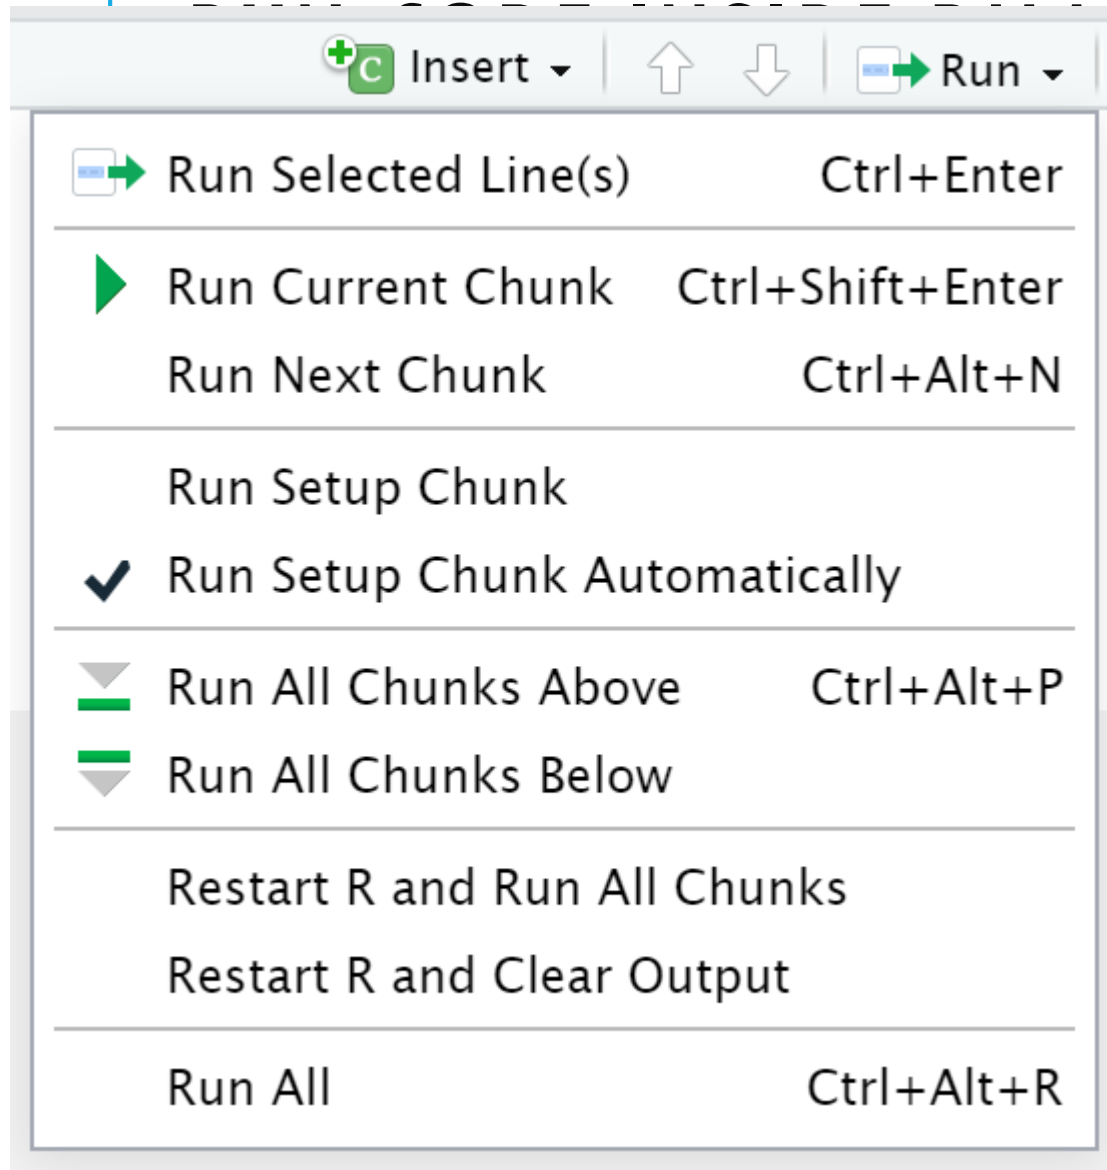 C Insert Run
Run Selected Line(s) Ctrl+Enter
Run Current Chunk Ctrl+Shift+Enter
Run Next Chunk Ctrl+Alt+N
Run Setup Chunk
Run Setup Chunk Automatically
Run All Chunks Above Ctrl+Alt+P
Run All Chunks Below
Restart R and Run All Chunks
Restart R and Clear Output
Run All Ctrl+Alt+R